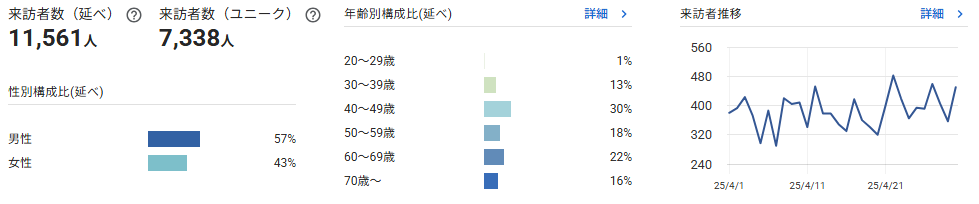 来訪者数（延べ） ?
11,561人
来訪者数（ユニーク） ?
7,338人
性別構成比(延べ)
男性 57%
女性 43%
年齢別構成比(延べ) 詳細
20～29歳 1%
30～39歳 13%
40～49歳 30%
50～59歳 18%
60～69歳 22%
70歳～ 16%
来訪者推移 詳細
560
480
400
320
240
25/4/1 25/4/11 25/4/21